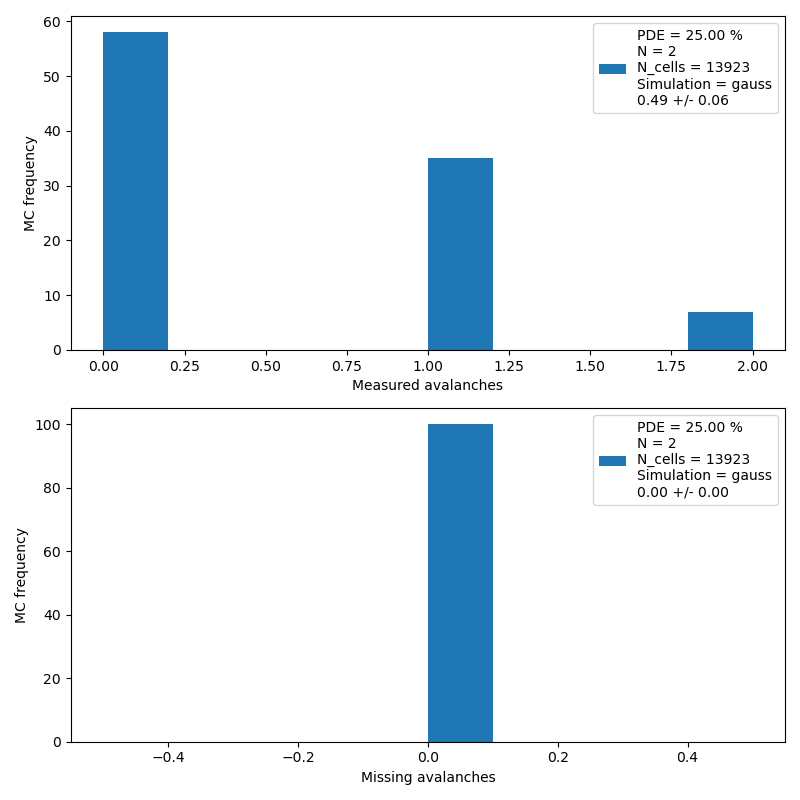 60
50
40
30
20
10
0
MC frequency
PDE = 25.00 %
N = 2
N_cells = 13923
Simulation = gauss
0.49 +/- 0.06
0.00 0.25 0.50 0.75 1.00 1.25 1.50 1.75 2.00
Measured avalanches
100
80
60
40
20
0
MC frequency
PDE = 25.00 %
N = 2
N_cells = 13923
Simulation = gauss
0.00 +/- 0.00
−0.4 −0.2 0.0 0.2 0.4
Missing avalanches